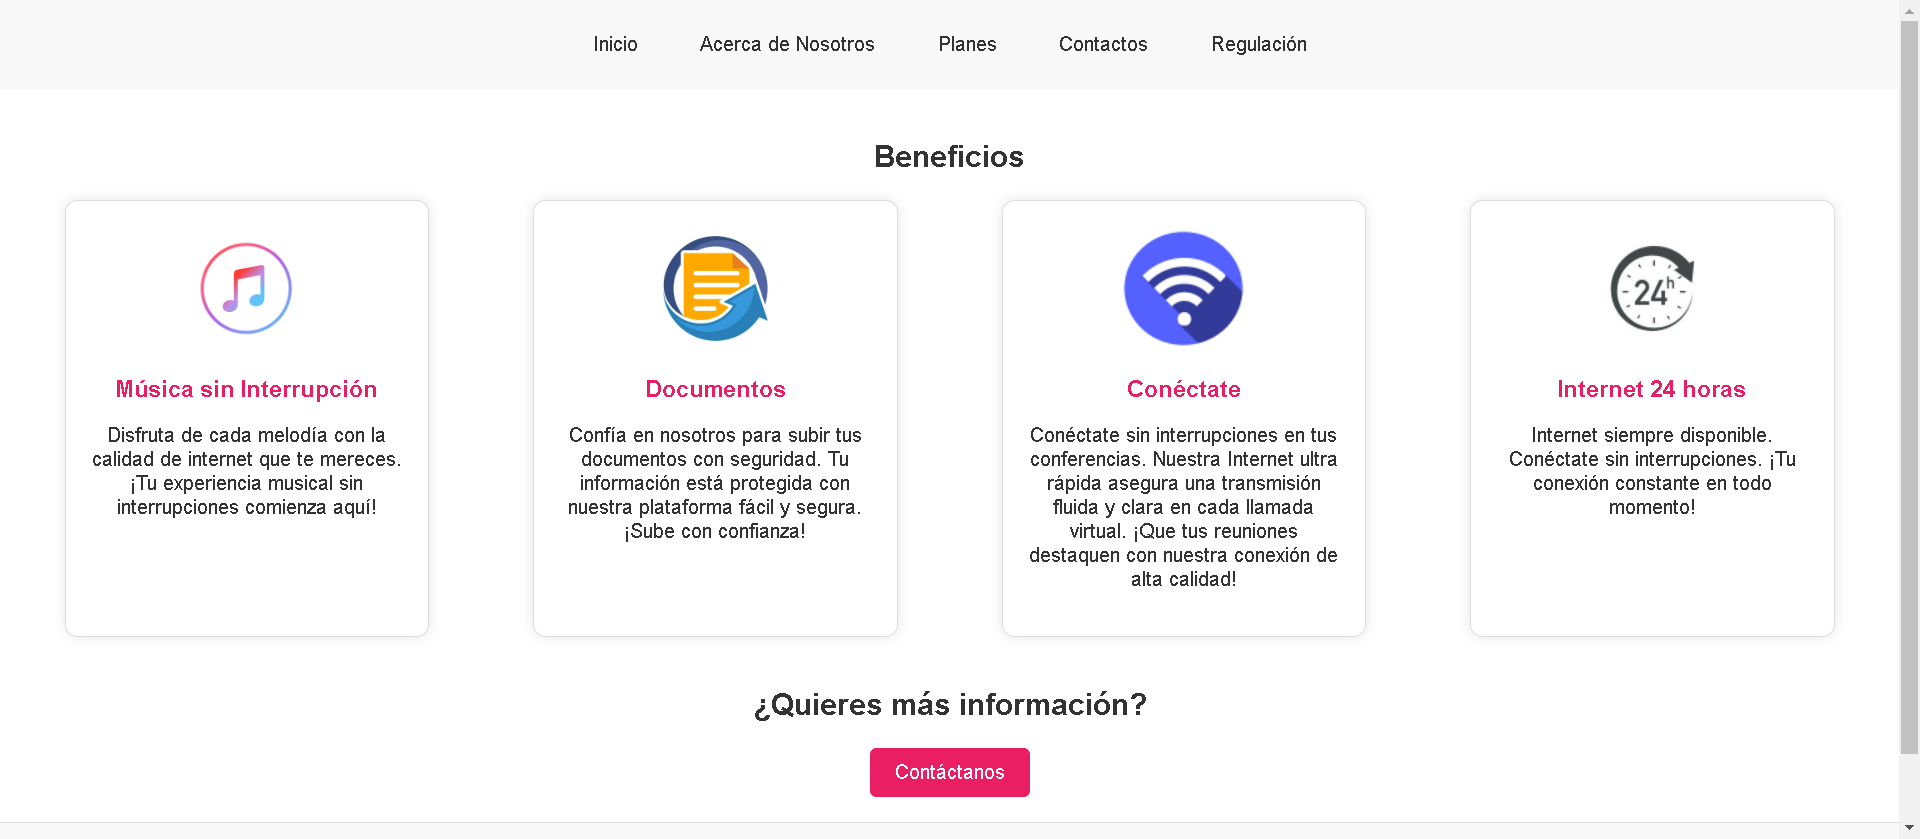 Inicio Acerca de Nosotros Planes Contactos Regulación
Beneficios
24h
Música sin Interrupción
Disfruta de cada melodía con la
calidad de internet que te mereces.
¡Tu experiencia musical sin
interrupciones comienza aquí!
Documentos
Confía en nosotros para subir tus
documentos con seguridad. Tu
información está protegida con
nuestra plataforma fácil y segura.
¡Sube con confianza!
Conéctate
Conéctate sin interrupciones en tus
conferencias. Nuestra Internet ultra
rápida asegura una transmisión
fluida y clara en cada llamada
virtual. ¡Que tus reuniones
destaquen con nuestra conexión de
alta calidad!
Internet 24 horas
Internet siempre disponible.
Conéctate sin interrupciones. ¡Tu
conexión constante en todo
momento!
¿Quieres más información?
Contáctanos